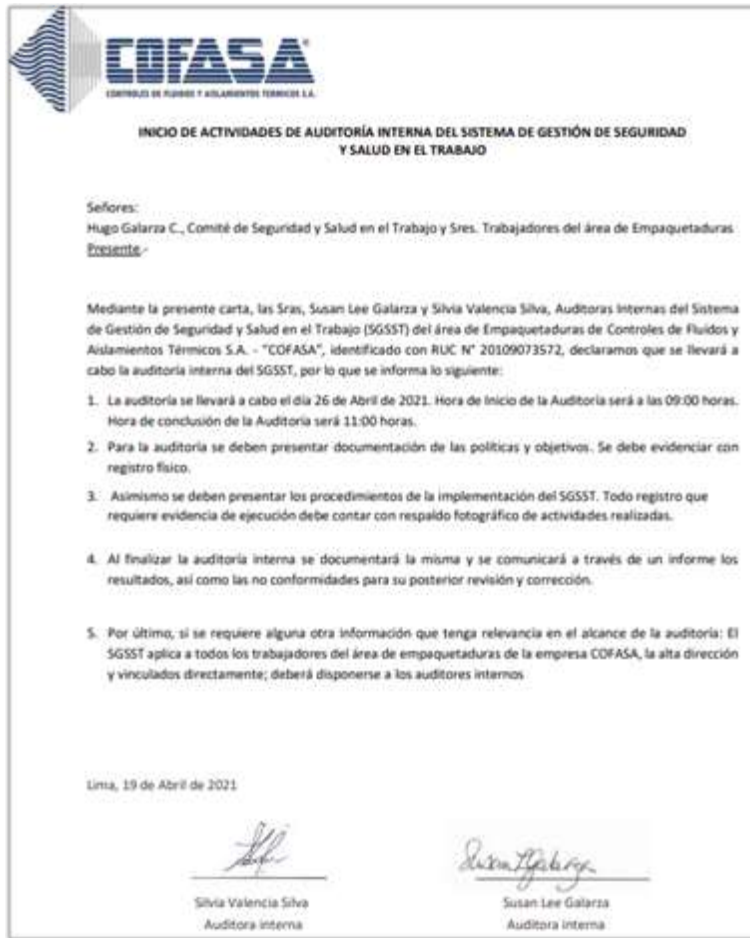 COFASA
CONTROLES DE FLUIDOS Y AISLAMIENTOS TERMICOS S.A.
INICIO DE ACTIVIDADES DE AUDITORÍA INTERNA DEL SISTEMA DE GESTIÓN DE SEGURIDAD
Y SALUD EN EL TRABAJO
Señores:
Hugo Galarza C., Comité de Seguridad y Salud en el Trabajo y Sres. Trabajadores del área de Empaquetaduras
Presente.-
Mediante la presente carta, las Sras, Susan Lee Galarza y Silvia Valencia Silva, Auditoras Internas del Sistema
de Gestión de Seguridad y Salud en el Trabajo (SGSST) del área de Empaquetaduras de Controles de Fluidos y
Aislamientos Térmicos S.A. - "COFASA", identificado con RUC N° 20109073572, declaramos que se llevará a
cabo la auditoría interna del SGSST, por lo que se informa lo siguiente:
1. La auditoría se llevará a cabo el día 26 de Abril de 2021. Hora de Inicio de la Auditoría será a las 09:00 horas.
Hora de conclusión de la Auditoría será 11:00 horas.
2. Para la auditoría se deben presentar documentación de las políticas y objetivos. Se debe evidenciar con
registro físico.
3. Asimismo se deben presentar los procedimientos de la implementación del SGSST. Todo registro que
requiere evidencia de ejecución debe contar con respaldo fotográfico de actividades realizadas.
4. Al finalizar la auditoría interna se documentará la misma y se comunicará a través de un informe los
resultados, así como las no conformidades para su posterior revisión y corrección.
5. Por último, si se requiere alguna otra información que tenga relevancia en el alcance de la auditoría: El
SGSST aplica a todos los trabajadores del área de empaquetaduras de la empresa COFASA, la alta dirección
y vinculados directamente; deberá disponerse a los auditores internos
Lima, 19 de Abril de 2021
Silvia Valencia Silva
Auditora interna
Susan Lee Galarza
Auditora interna